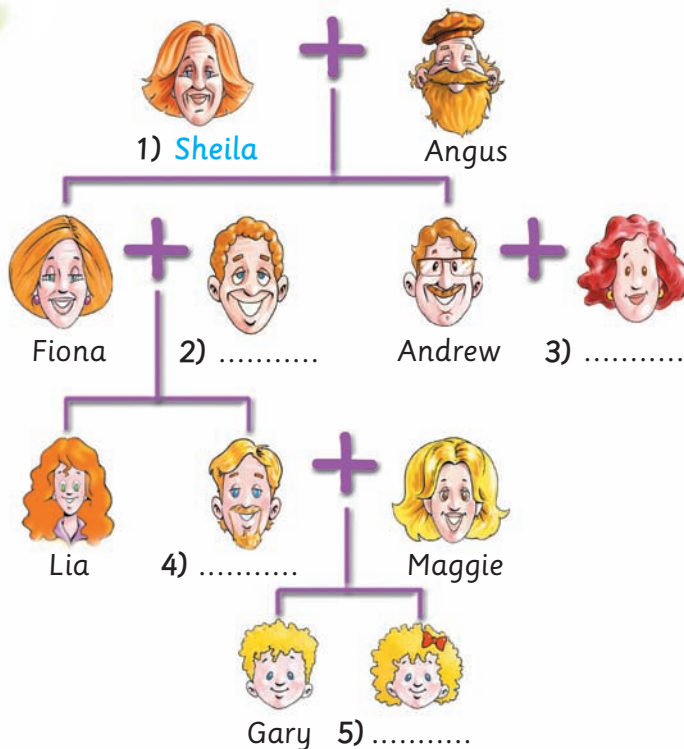 1) Sheila
Angus
Fiona
2) ...........
Andrew
3) ...........
Lia
4) ...........
Maggie
Gary
5) ...........